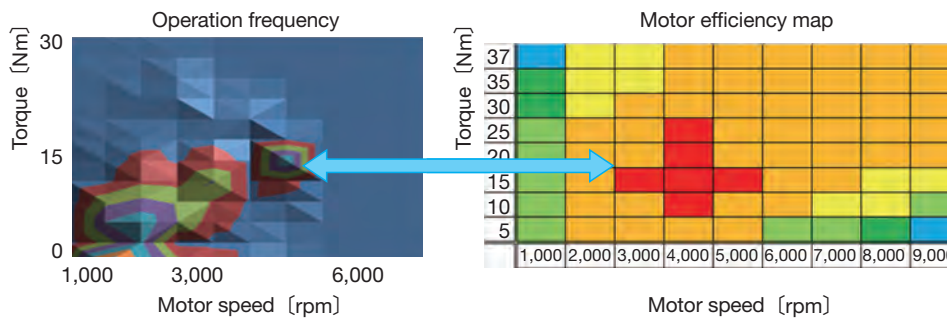 Operation frequency
Torque〔Nm〕
30
15
0
1,000 3,000 6,000
Motor speed〔rpm〕
Motor efficiency map
Torque〔Nm〕
37
35
30
25
20
15
10
5
1,000 2,000 3,000 4,000 5,000 6,000 7,000 8,000 9,000
Motor speed〔rpm〕